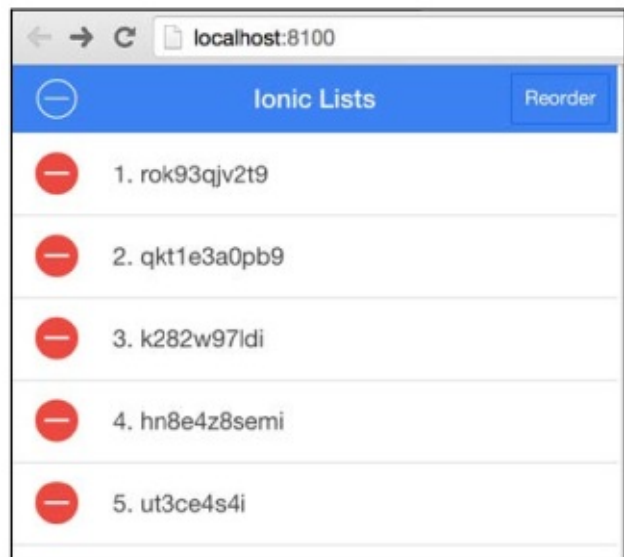 localhost:8100
Ionic Lists Reorder
1. rok93qjv2t9
2. qkt1e3a0pb9
3. k282w97ldi
4. hn8e4z8semi
5. ut3ce4s4i